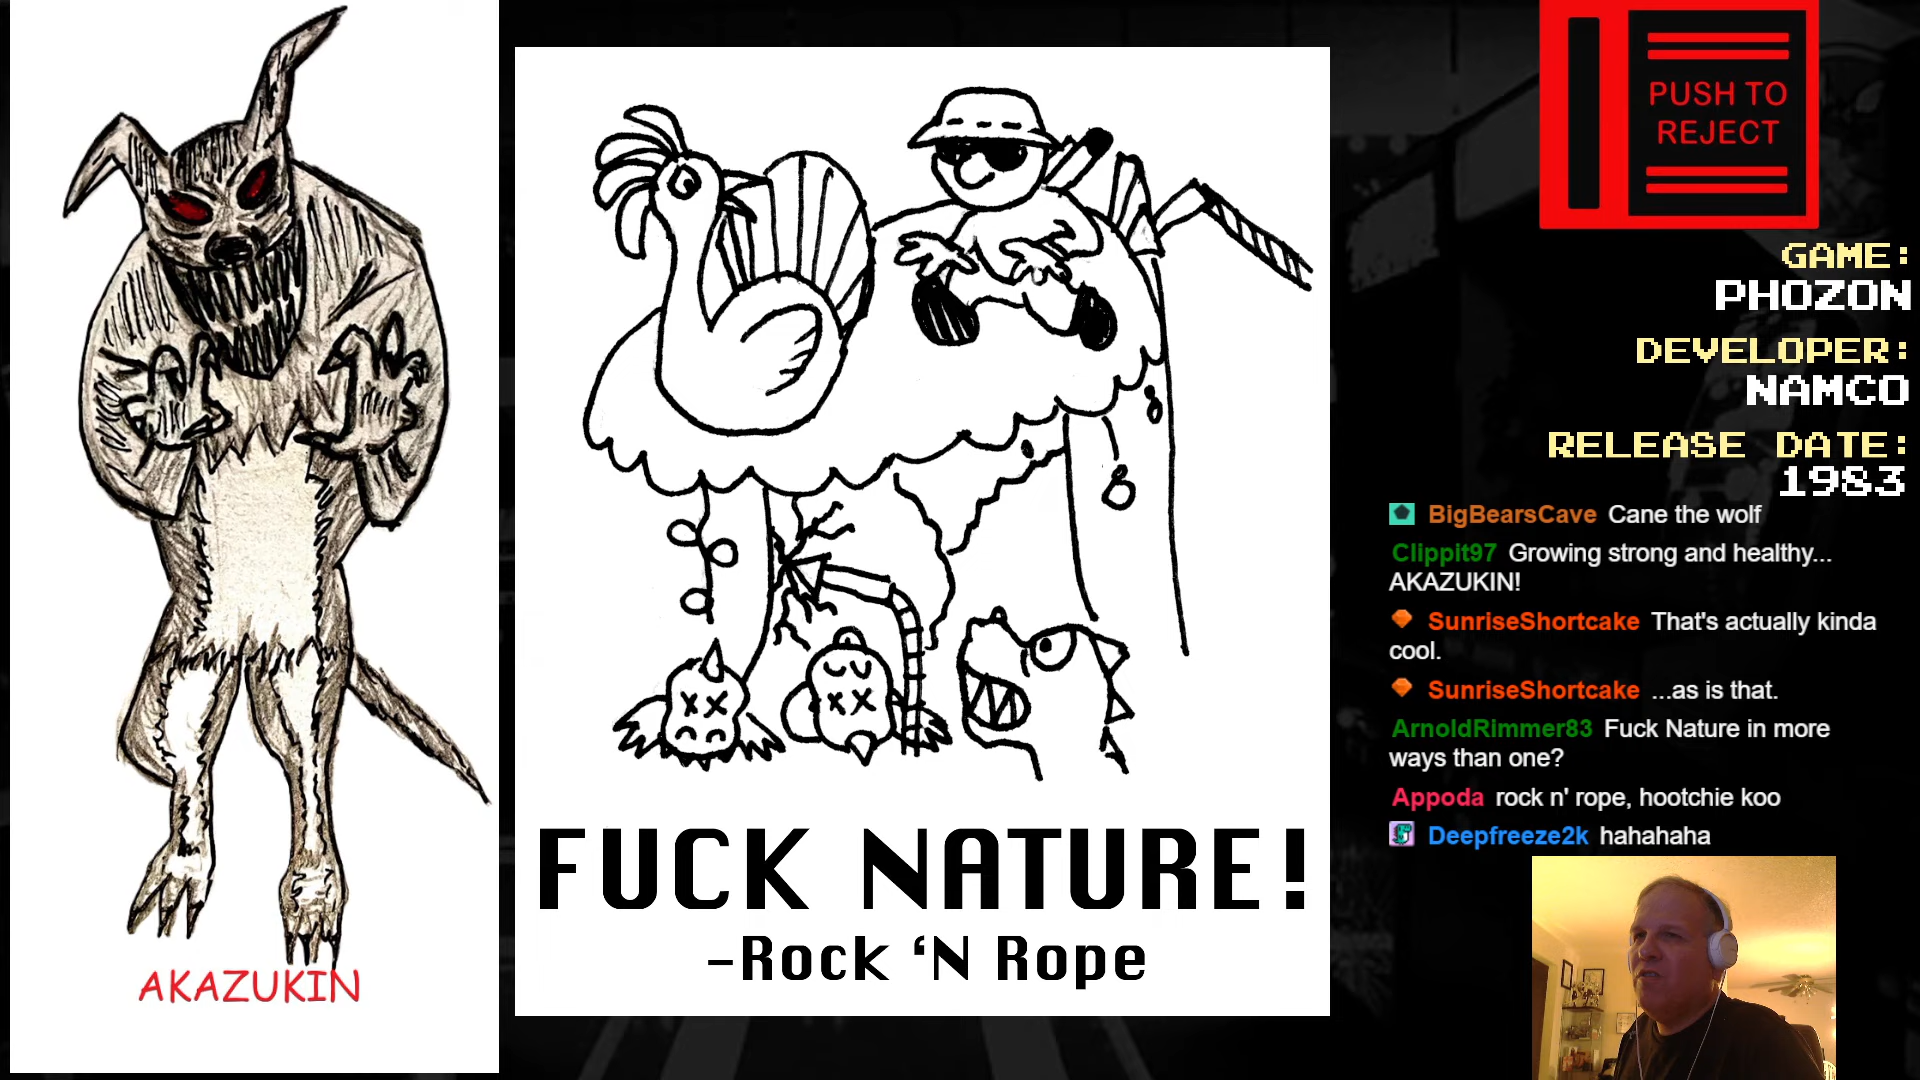 AKAZUKIN
FUCK NATURE!
-Rock ‘N Rope
PUSH TO
REJECT
GAME:
PHOZON
DEVELOPER:
NAMCO
RELEASE DATE:
1983
BigBearsCave Cane the wolf
Clippit97 Growing strong and healthy...
AKAZUKIN!
SunriseShortcake That's actually kinda
cool.
SunriseShortcake ...as is that.
ArnoldRimmer83 Fuck Nature in more
ways than one?
Appoda rock n' rope, hootchie koo
Deepfreeze2k hahahaha